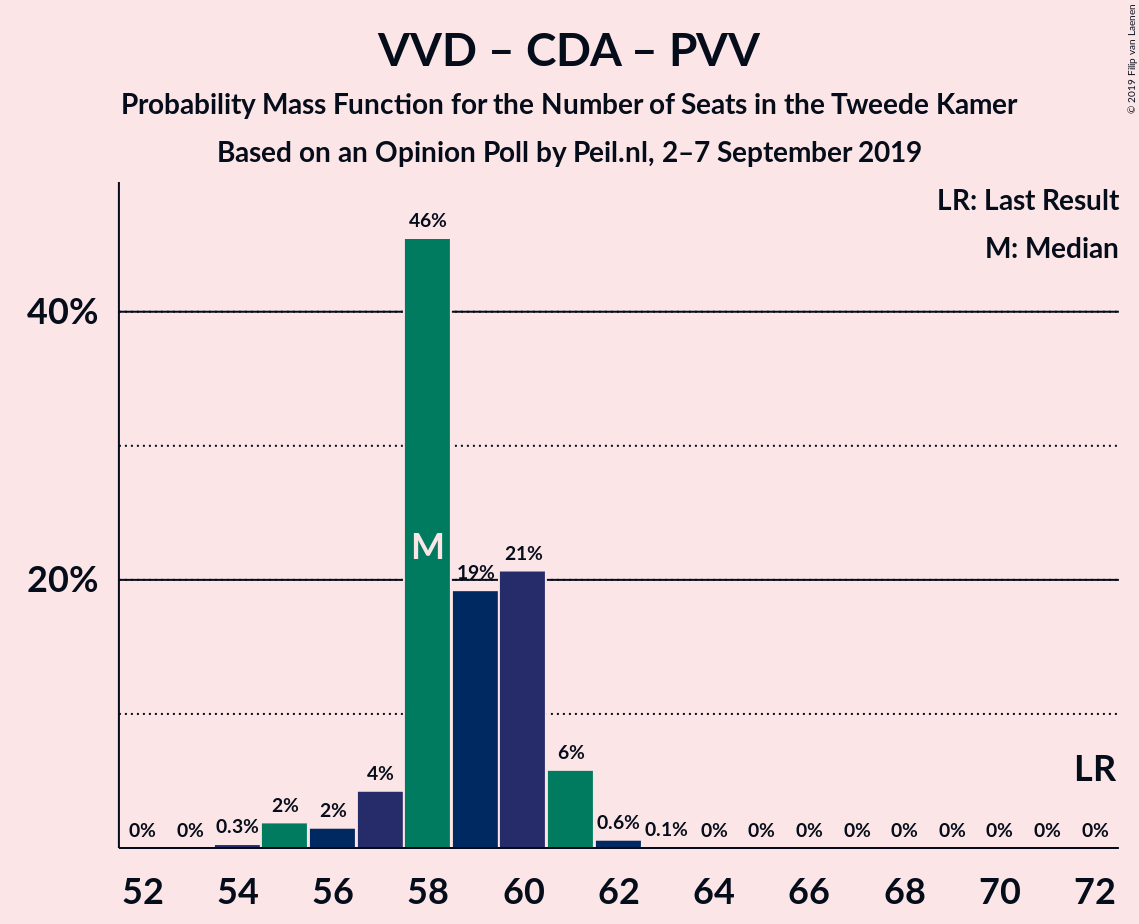 VVD – CDA – PVV
Probability Mass Function for the Number of Seats in the Tweede Kamer
Based on an Opinion Poll by Peil.nl, 2–7 September 2019
© 2019 Filip van Laenen
LR: Last Result
M: Median
40%
20%
0% 0% 0.3% 2% 2% 4% 46% 19% 21% 6% 0.6% 0.1% 0% 0% 0% 0% 0% 0% 0% 0% 0%
M
LR
52 54 56 58 60 62 64 66 68 70 72